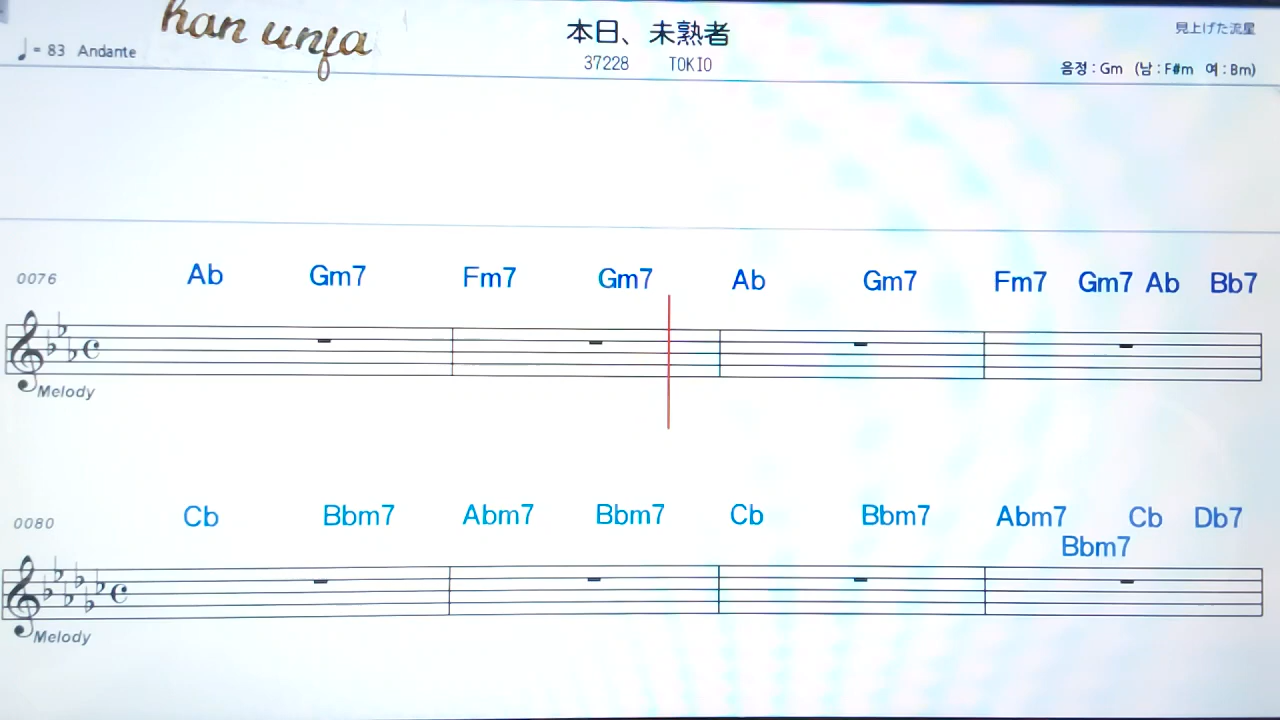 han unja
本日、未熟者
見上げた流星
♩= 83 Andante
37228 TOKIO
음정 : Gm (남 : F#m 여 : Bm)
0076 Ab Gm7 Fm7 Gm7 Ab Gm7 Fm7 Gm7 Ab Bb7
Melody
0080 Cb Bbm7 Abm7 Bbm7 Cb Bbm7 Abm7 Cb Db7
Bbm7
Melody